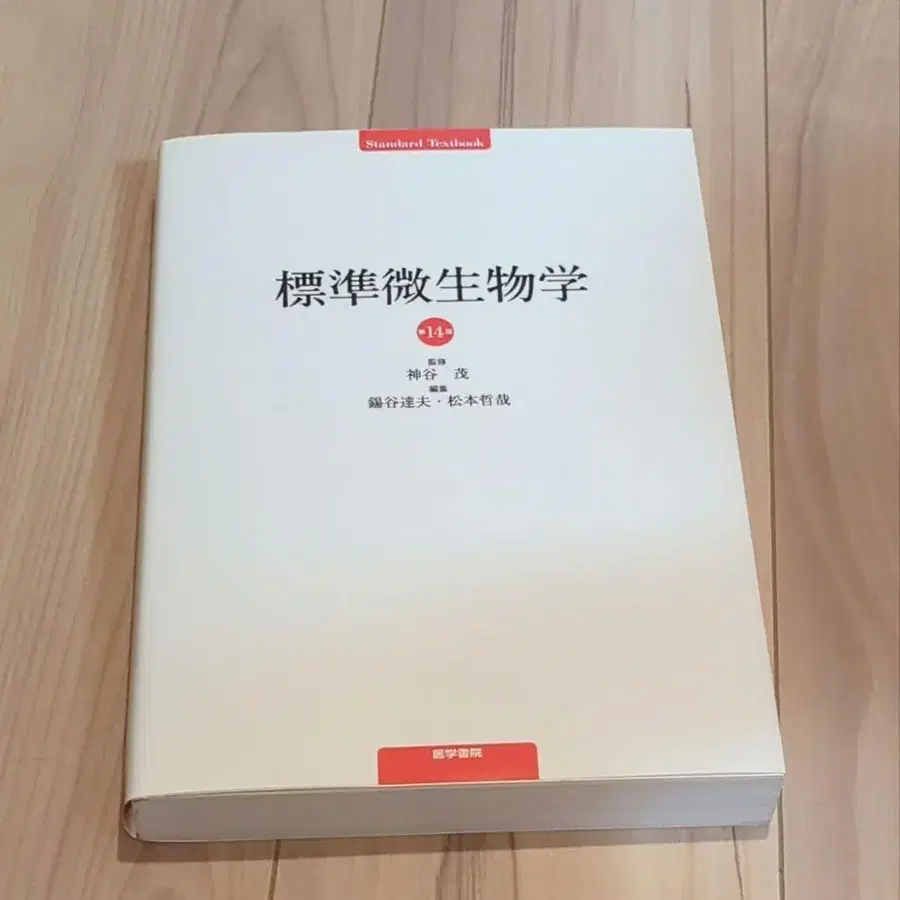 Standard Textbook
標準微生物学
第14版
監修
神谷 茂
編集
錫谷達夫・松本哲哉
医学書院